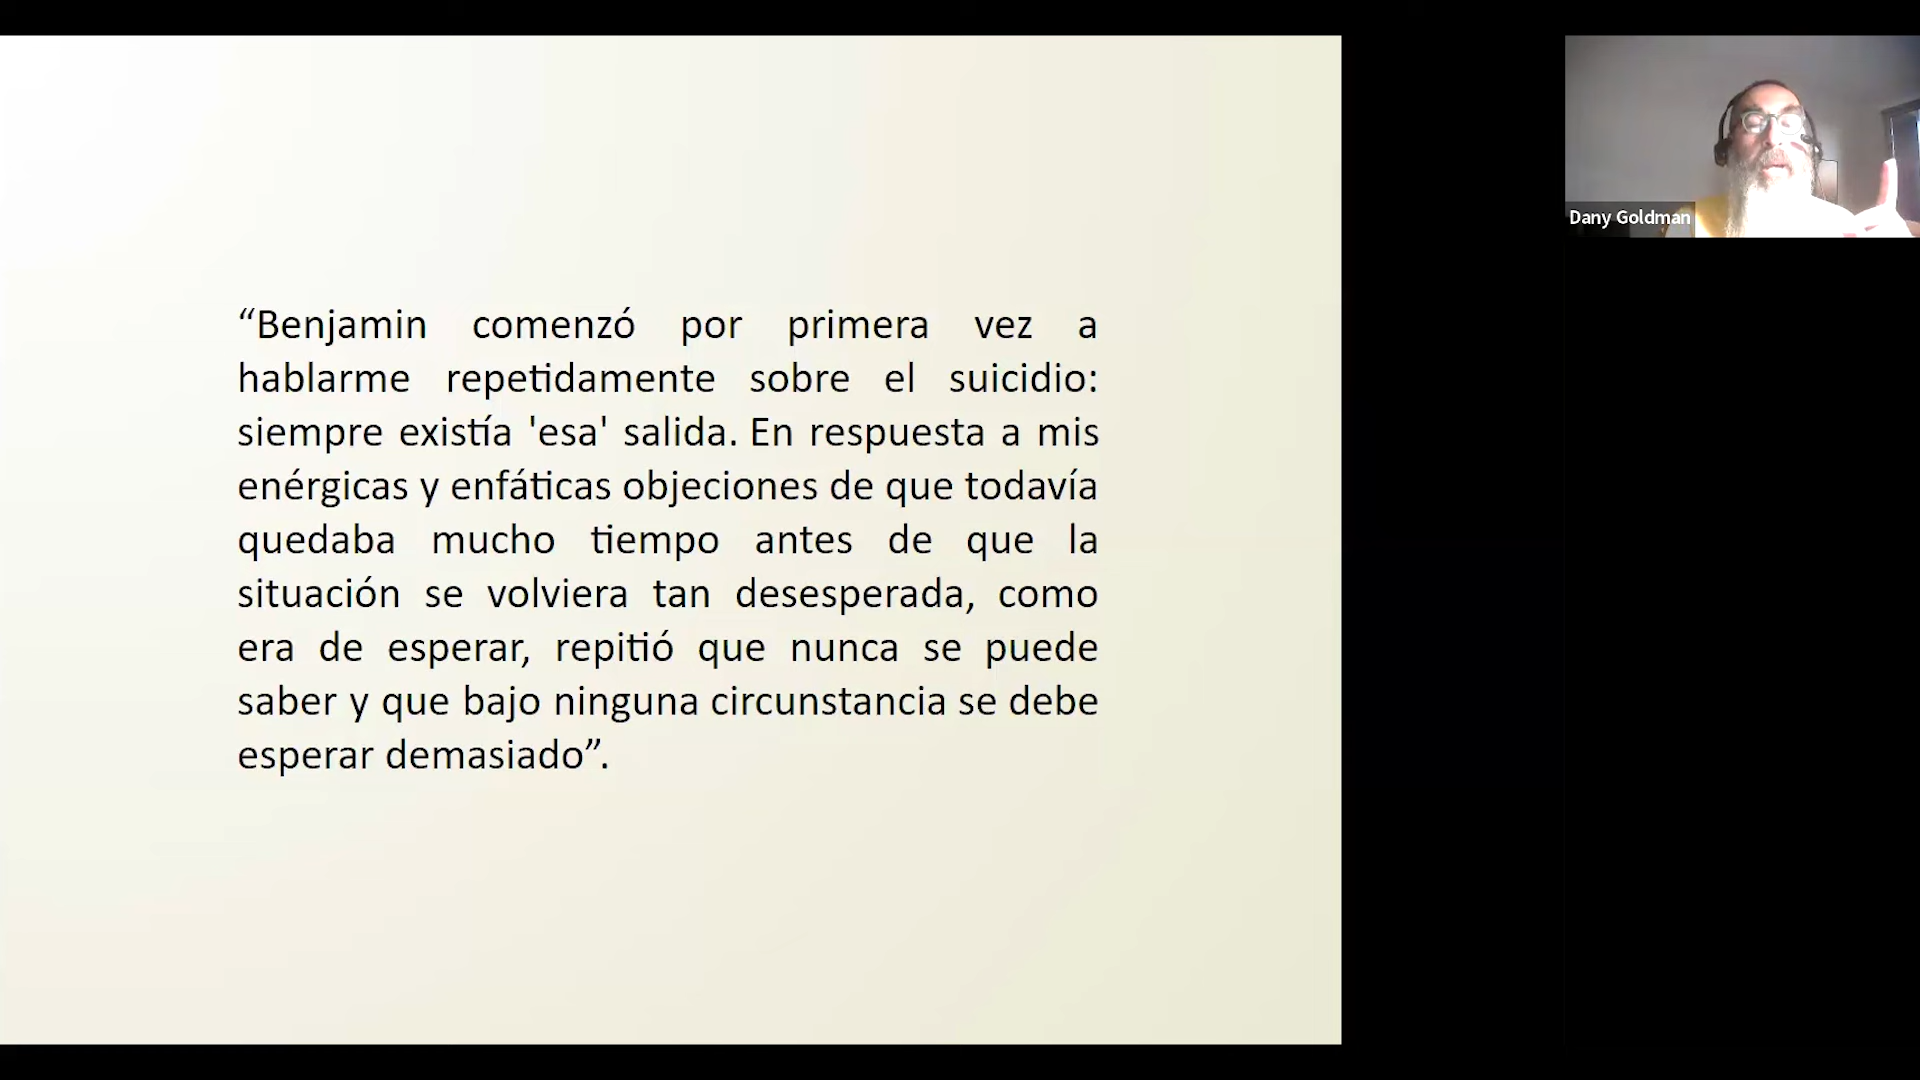 “Benjamin comenzó por primera vez a
hablarme repetidamente sobre el suicidio:
siempre existía 'esa' salida. En respuesta a mis
enérgicas y enfáticas objeciones de que todavía
quedaba mucho tiempo antes de que la
situación se volviera tan desesperada, como
era de esperar, repitió que nunca se puede
saber y que bajo ninguna circunstancia se debe
esperar demasiado”.
Dany Goldman